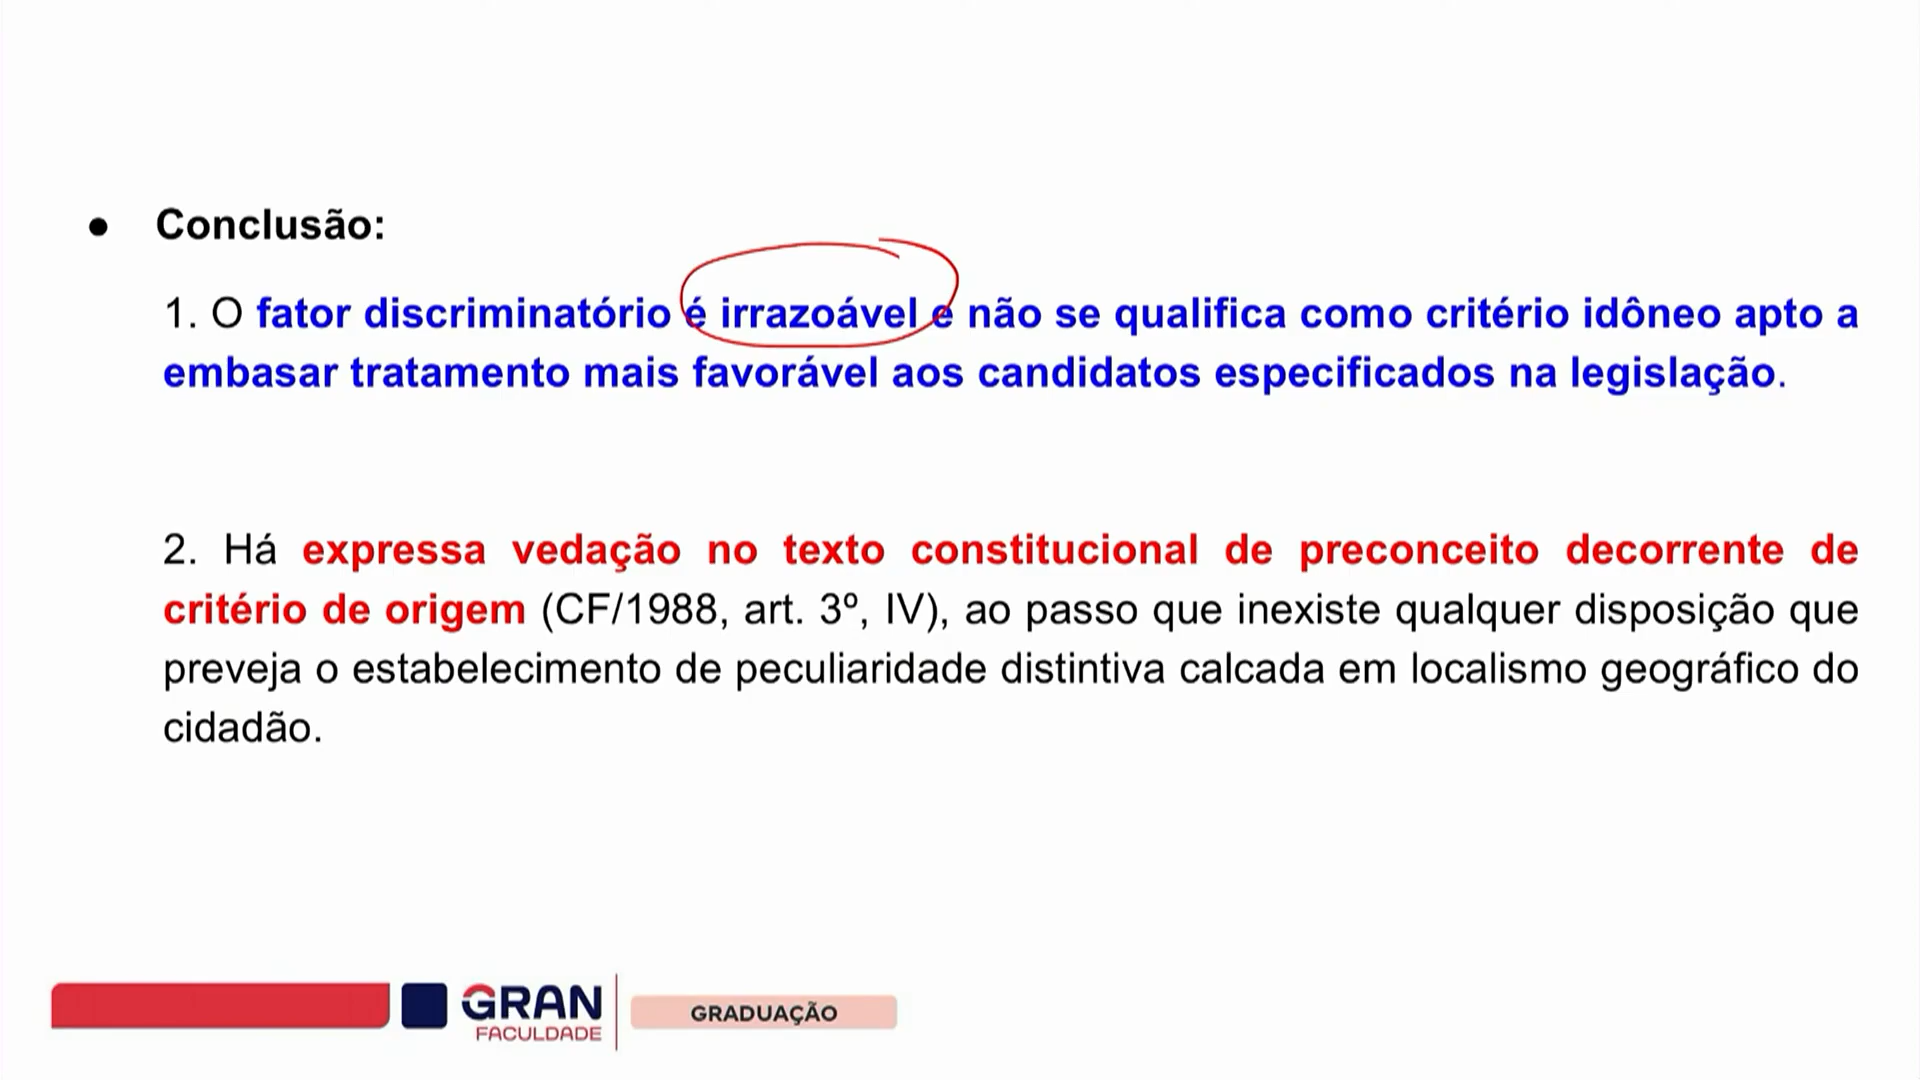 ● Conclusão:
1. O fator discriminatório é irrazoável e não se qualifica como critério idôneo apto a
embasar tratamento mais favorável aos candidatos especificados na legislação.
2. Há expressa vedação no texto constitucional de preconceito decorrente de
critério de origem (CF/1988, art. 3º, IV), ao passo que inexiste qualquer disposição que
preveja o estabelecimento de peculiaridade distintiva calcada em localismo geográfico do
cidadão.
GRAN
FACULDADE
GRADUAÇÃO